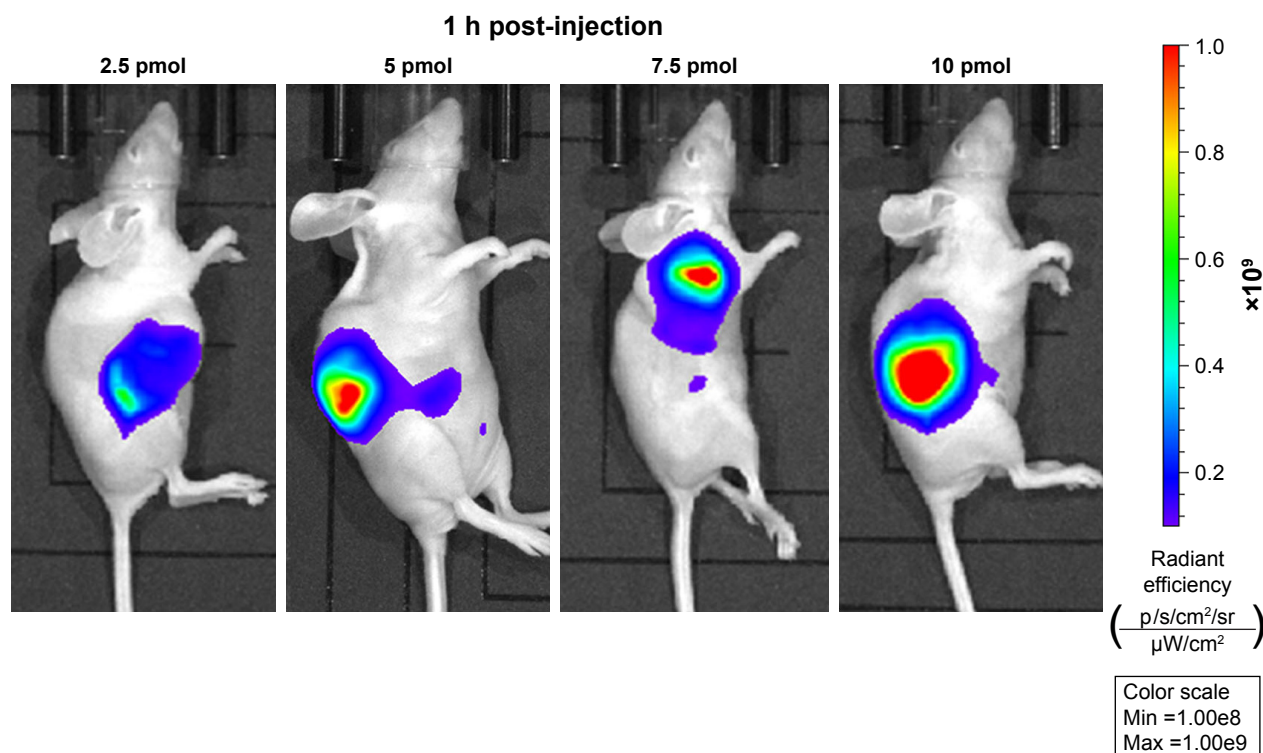 1 h post-injection
2.5 pmol
5 pmol
7.5 pmol
10 pmol
1.0
0.8
0.6
0.4
0.2
×10⁹
Radiant
efficiency
(p/s/cm²/sr
µW/cm²)
Color scale
Min =1.00e8
Max =1.00e9